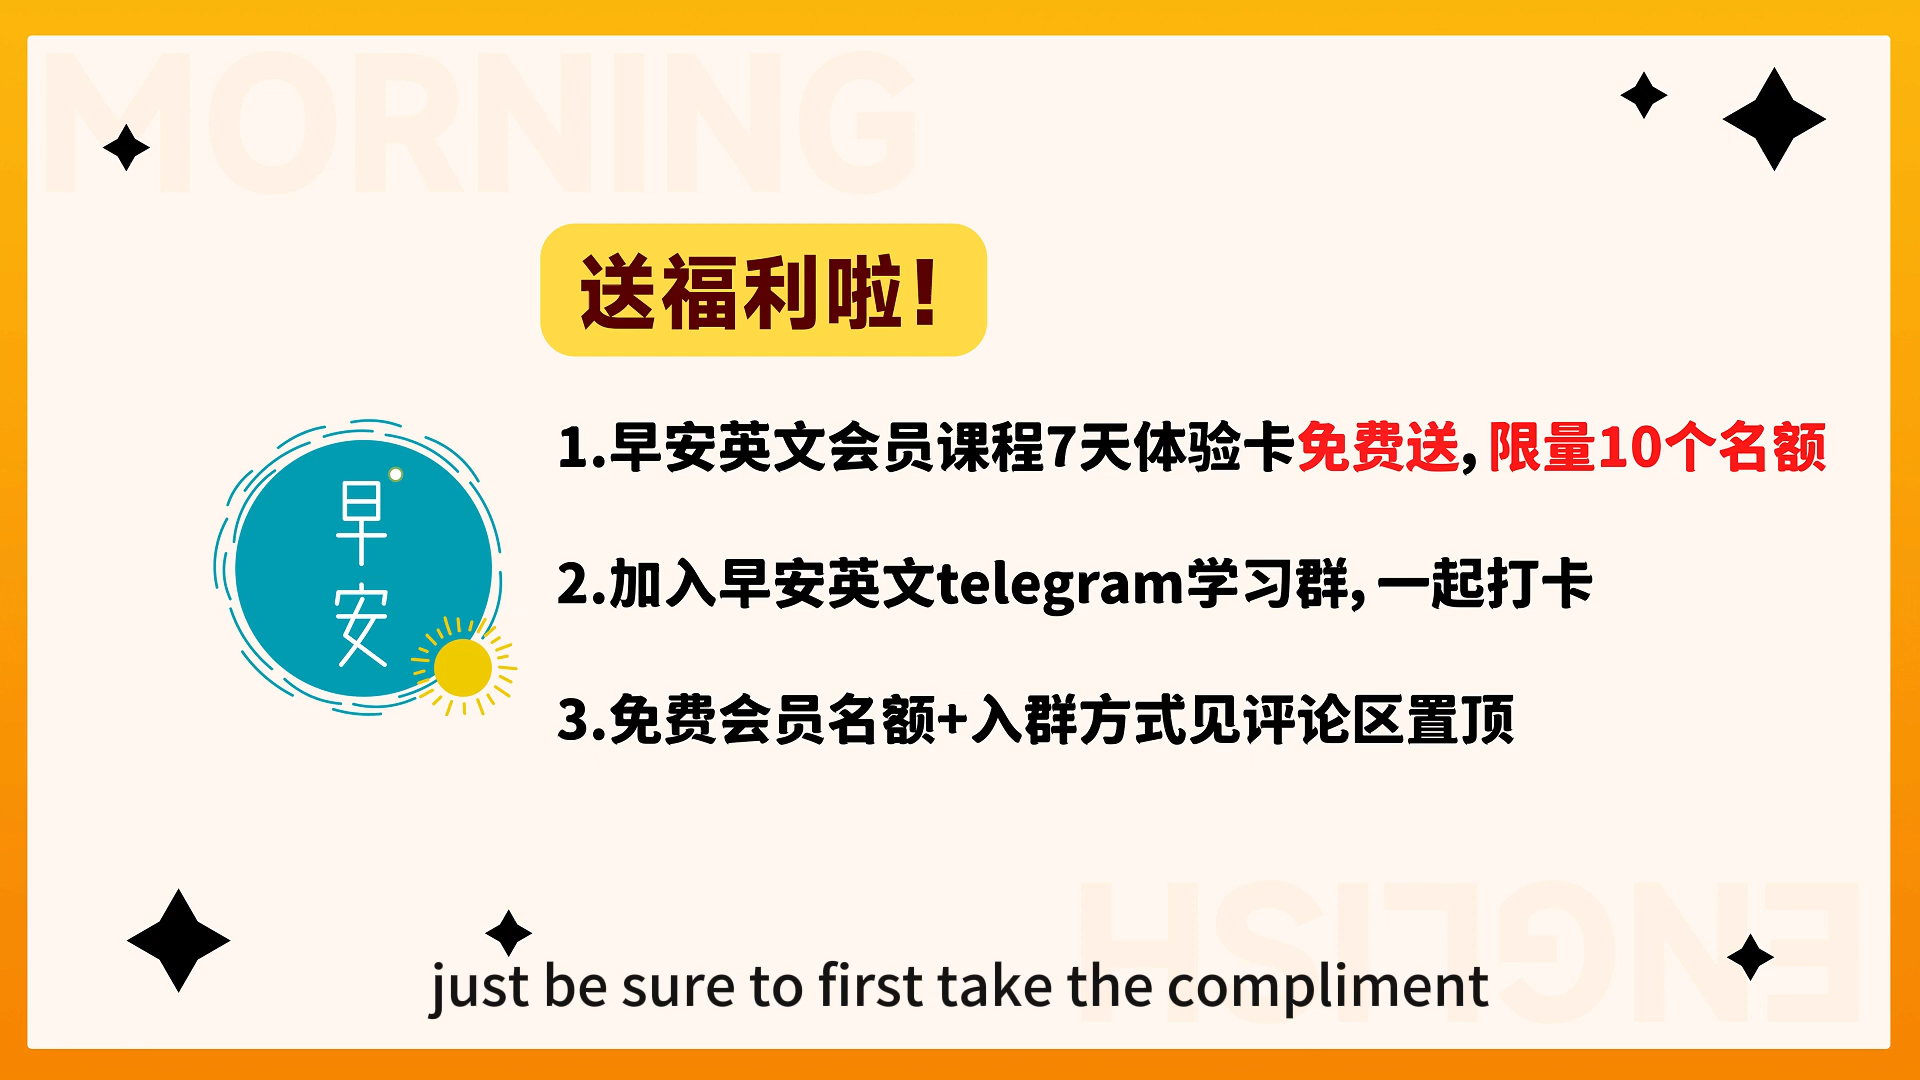 MORNING
送福利啦!
1.早安英文会员课程7天体验卡免费送,限量10个名额
早安
2.加入早安英文telegram学习群,一起打卡
3.免费会员名额+入群方式见评论区置顶
ENGLISH
just be sure to first take the compliment